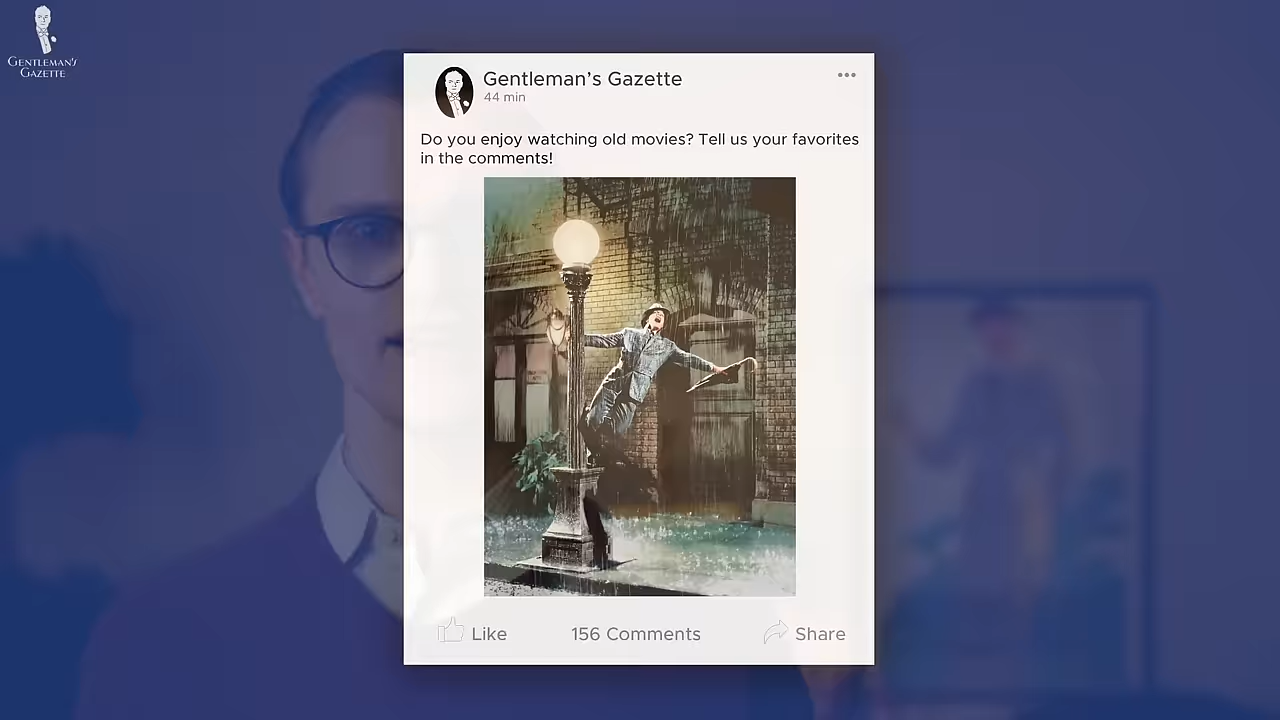 GENTLEMAN'S
GAZETTE
Gentleman's Gazette
44 min
Do you enjoy watching old movies? Tell us your favorites
in the comments!
Like
156 Comments
Share